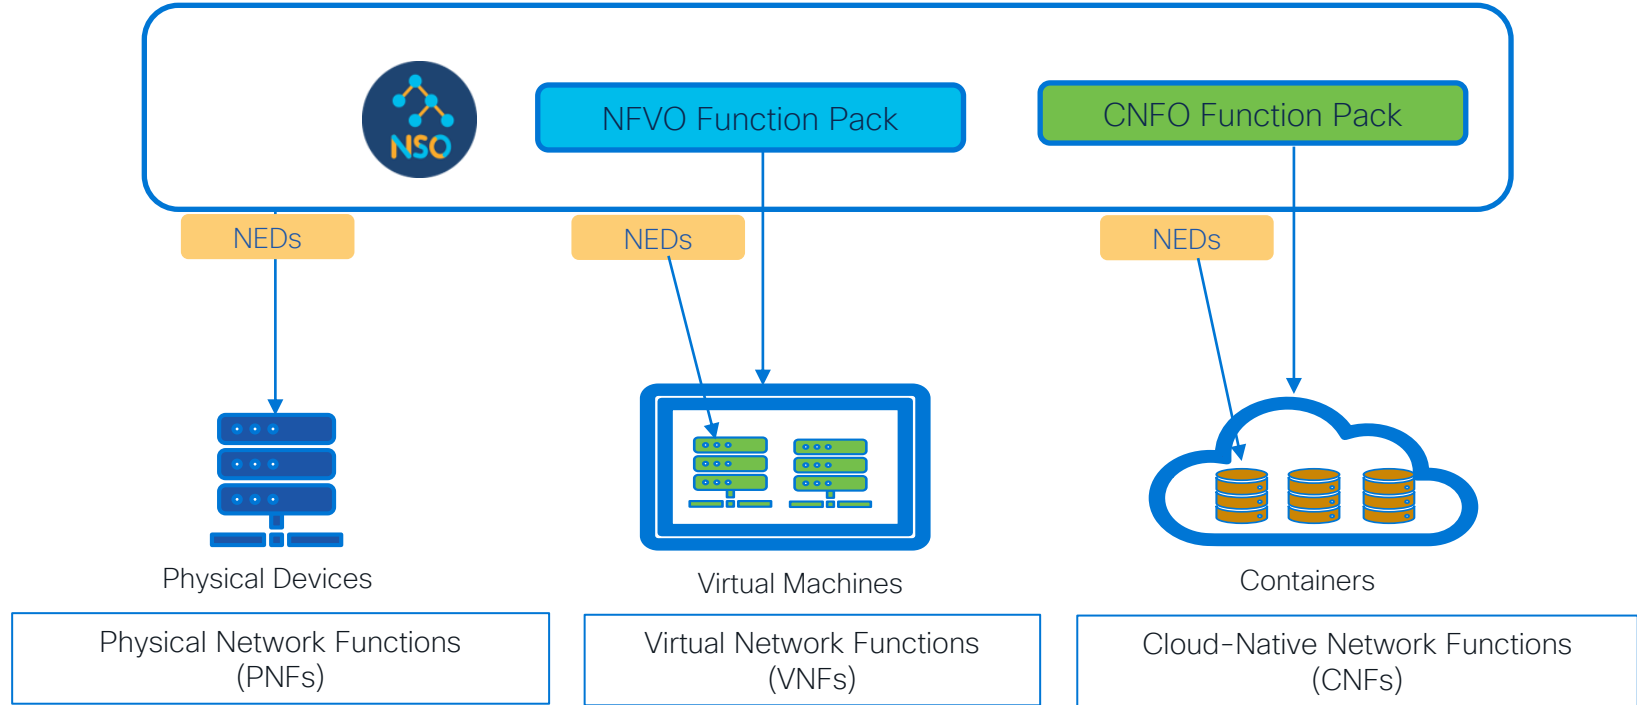 NSO
NFVO Function Pack
CNFO Function Pack
NEDs
NEDs
NEDs
Physical Devices
Virtual Machines
Containers
Physical Network Functions
(PNFs)
Virtual Network Functions
(VNFs)
Cloud-Native Network Functions
(CNFs)